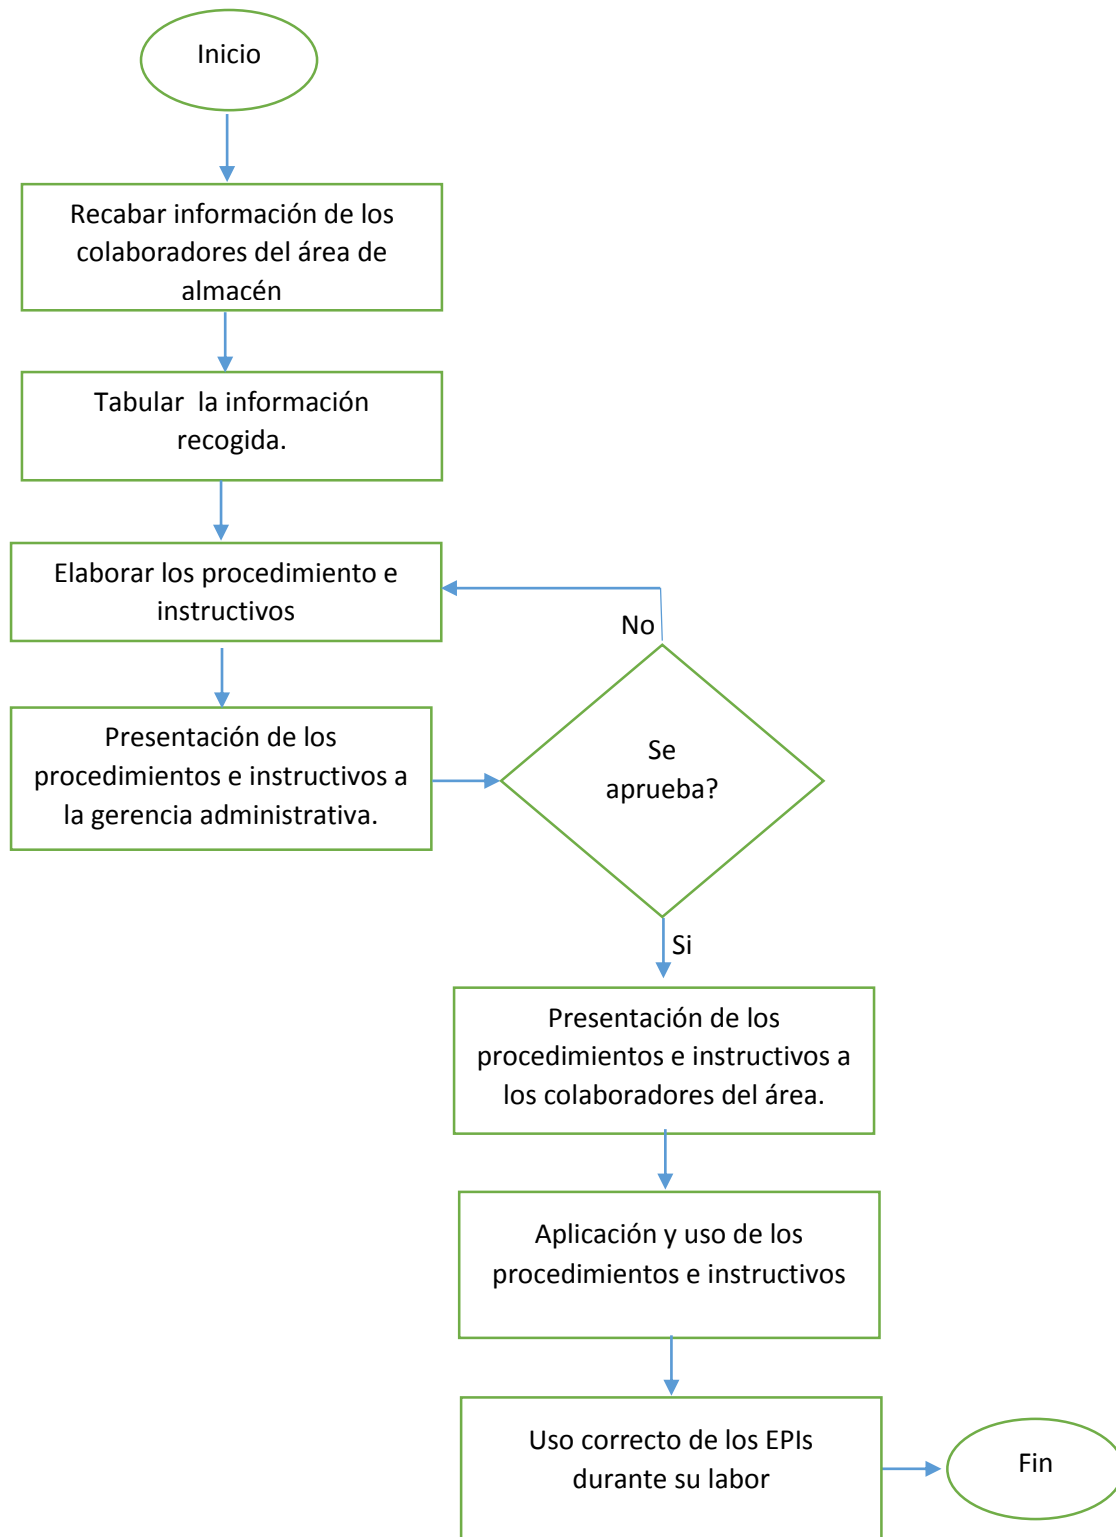 Inicio
Recabar información de los
colaboradores del área de
almacén
Tabular  la información
recogida.
Elaborar los procedimiento e
instructivos
No
Presentación de los
procedimientos e instructivos a
la gerencia administrativa.
Se
aprueba?
Si
Presentación de los
procedimientos e instructivos a
los colaboradores del área.
Aplicación y uso de los
procedimientos e instructivos
Uso correcto de los EPIs
durante su labor
Fin